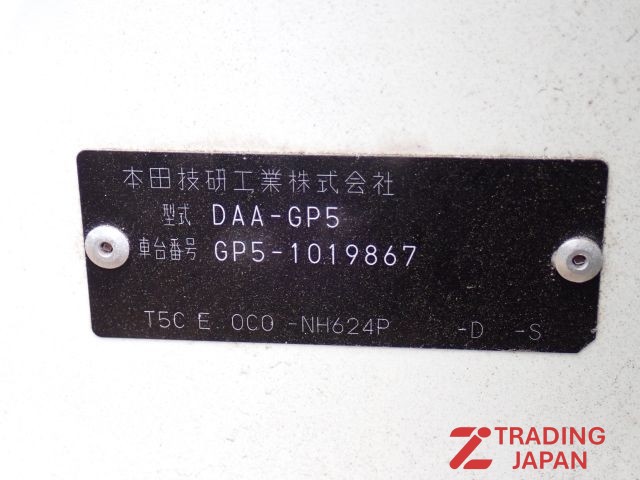 本田技研工業株式会社
型式 DAA-GP5
車台番号 GP5-1019867
T5C E 0C0 -NH624P -D -S
TRADING
JAPAN